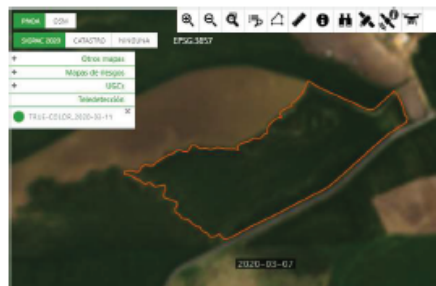 PNOA OSM
SIGPAC 2020 CATASTRO NINGUNA
EPSG:3857
+ Otros mapas
+ Mapas de riesgos
+ UGCs
Teledetección
TRUE-COLOR_2020-03-11 ×
2020-03-07